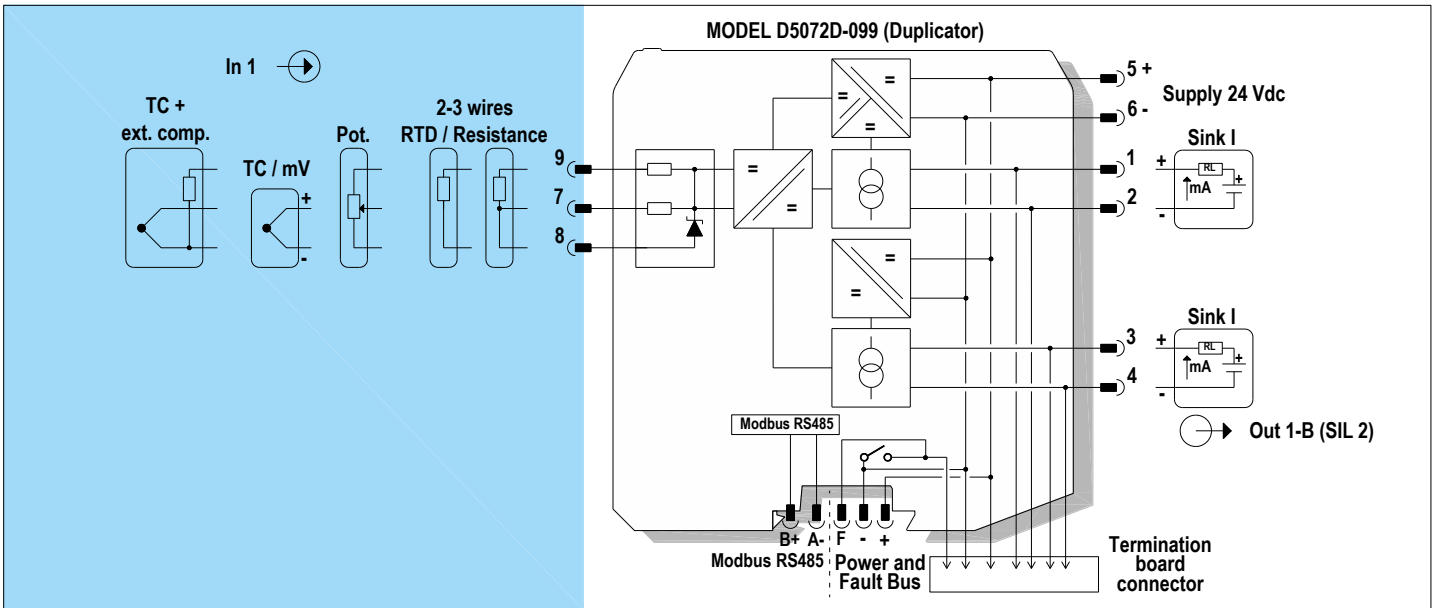 MODEL D5072D-099 (Duplicator)
In 1
TC +
ext. comp.
TC / mV
+
-
Pot.
2-3 wires
RTD / Resistance
9
7
8
=
=
=
=
=
=
=
5 +
6 -
Supply 24 Vdc
1
2
Sink I
+
-
RL
mA
+
3
4
Sink I
+
-
RL
mA
+
Out 1-B (SIL 2)
Modbus RS485
B+ A- F - +
Modbus RS485
Power and
Fault Bus
Termination
board
connector